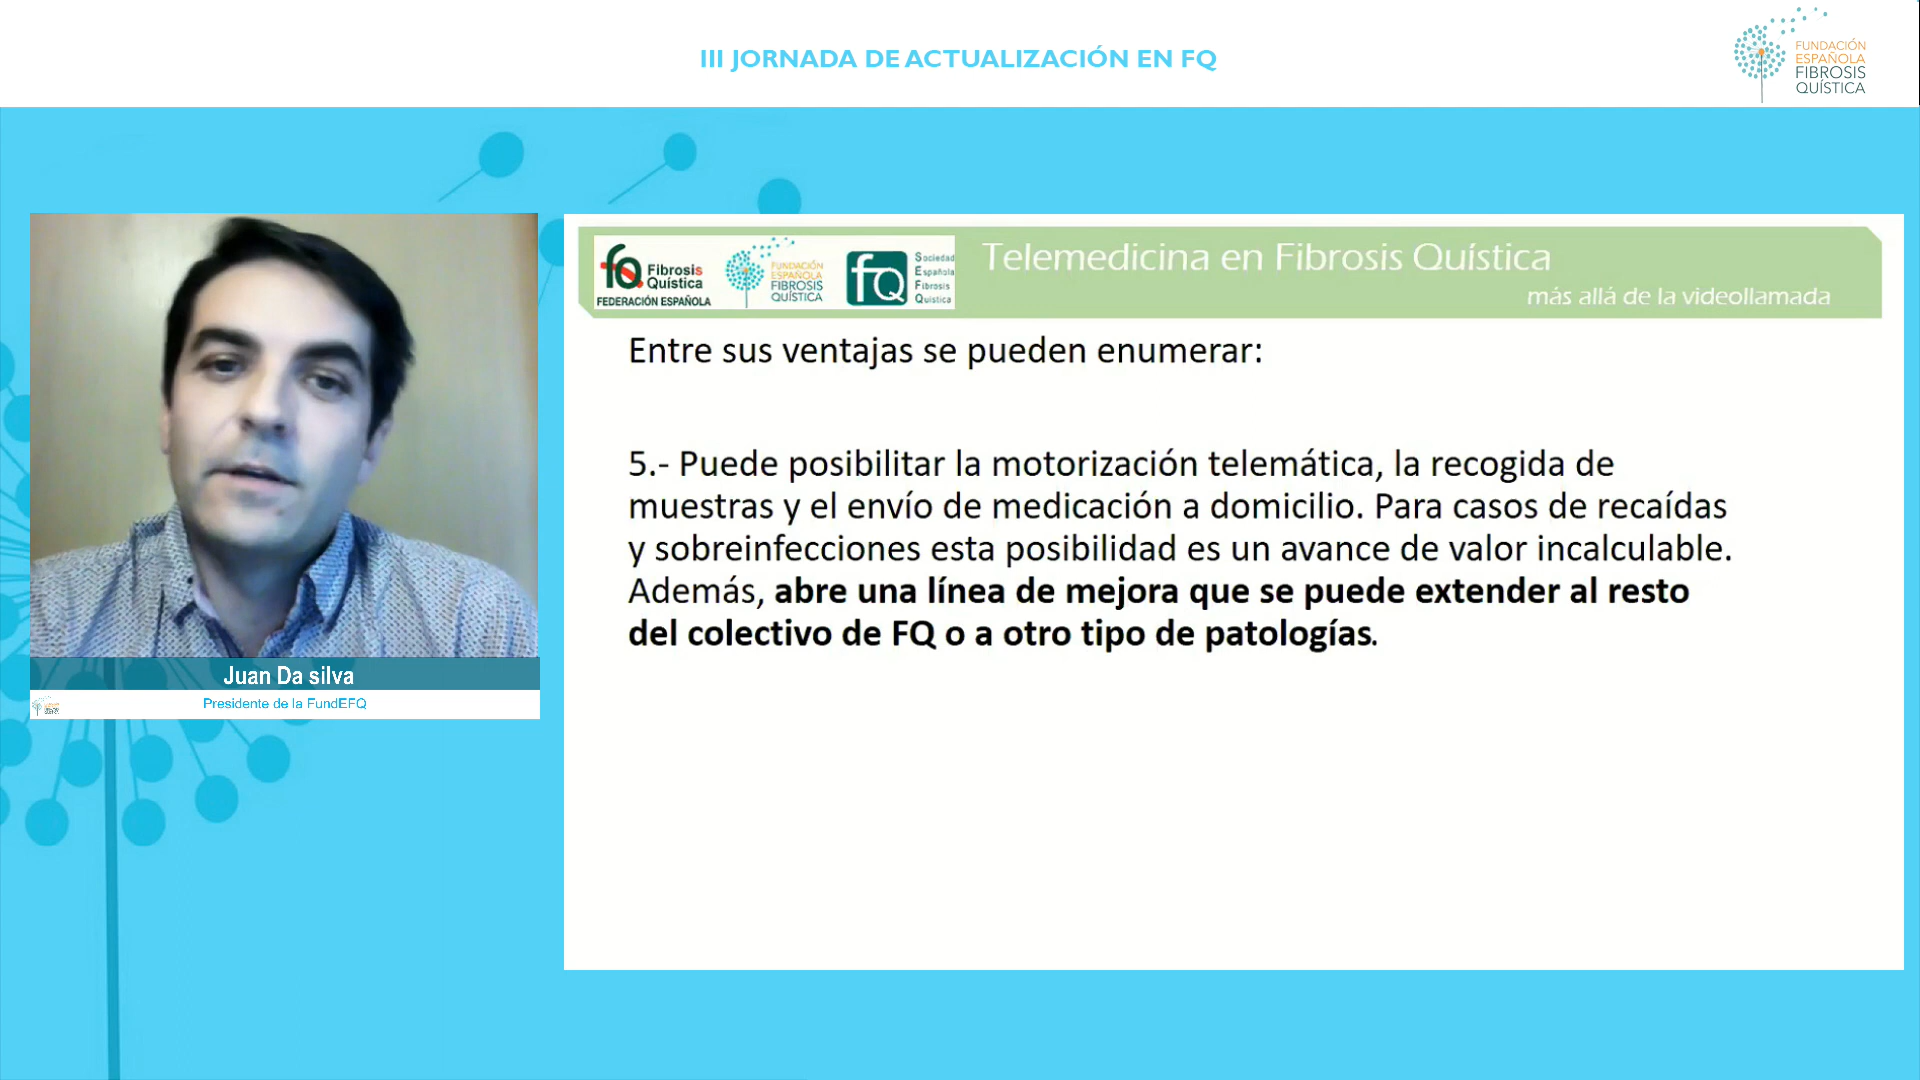 III JORNADA DE ACTUALIZACIÓN EN FQ
FUNDACIÓN
ESPAÑOLA
FIBROSIS
QUÍSTICA
fQ Fibrosis
Quística
FEDERACIÓN ESPAÑOLA
FUNDACIÓN
ESPAÑOLA
FIBROSIS
QUÍSTICA
fQ
Sociedad
Española
Fibrosis
Quística
Telemedicina en Fibrosis Quística
más allá de la videollamada
Entre sus ventajas se pueden enumerar:
5.- Puede posibilitar la motorización telemática, la recogida de
muestras y el envío de medicación a domicilio. Para casos de recaídas
y sobreinfecciones esta posibilidad es un avance de valor incalculable.
Además, abre una línea de mejora que se puede extender al resto
del colectivo de FQ o a otro tipo de patologías.
Juan Da silva
Presidente de la FundEFQ